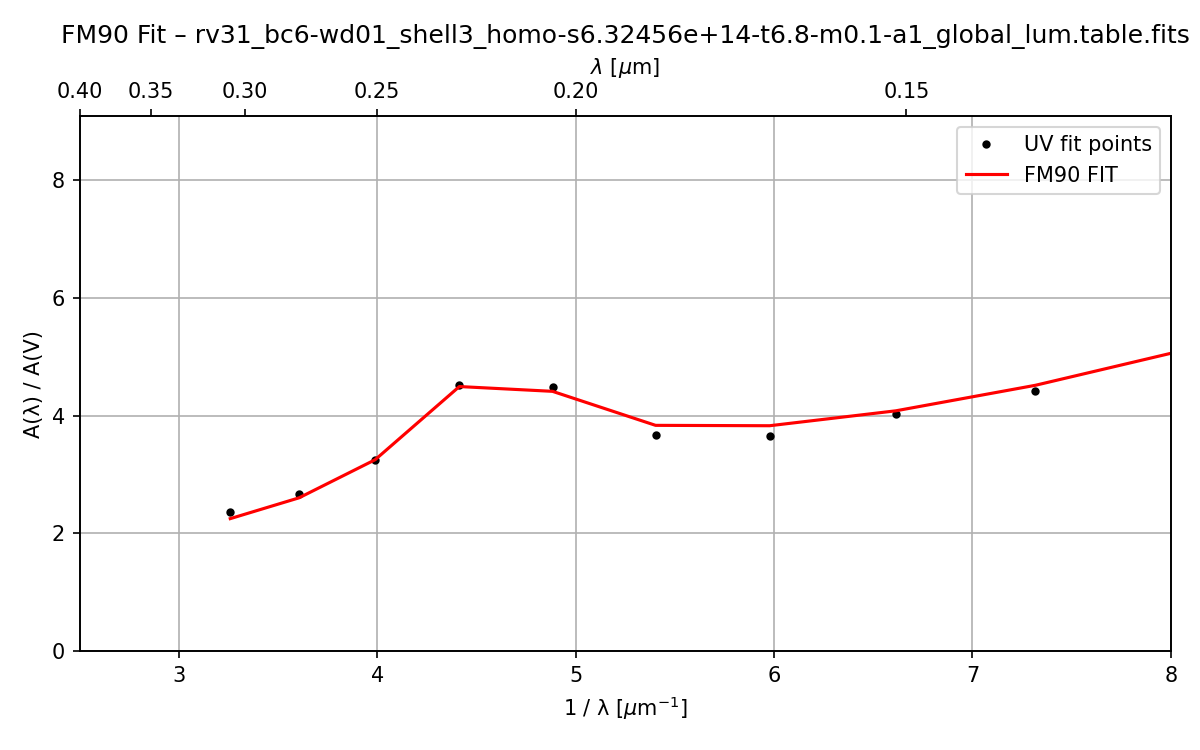 FM90 Fit – rv31_bc6-wd01_shell3_homo-s6.32456e+14-t6.8-m0.1-a1_global_lum.table.fits
λ [μm]
0.40 0.35 0.30 0.25 0.20 0.15
UV fit points
FM90 FIT
8
6
4
2
0
A(λ) / A(V)
3 4 5 6 7 8
1 / λ [μm⁻¹]